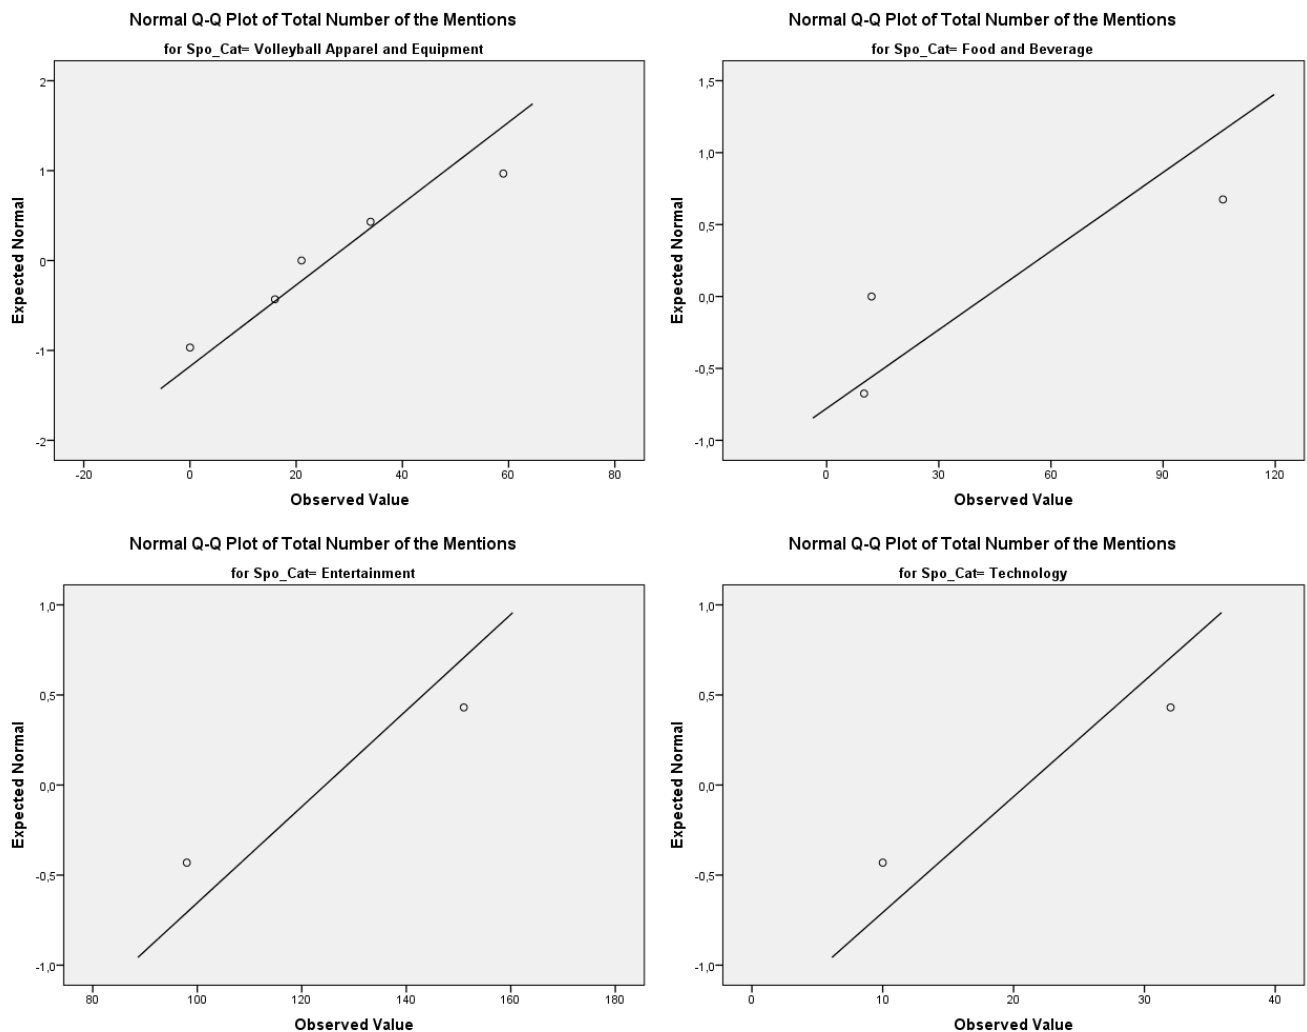 Normal Q-Q Plot of Total Number of the Mentions
for Spo_Cat= Volleyball Apparel and Equipment
Expected Normal
2
1
0
-1
-2
-20
0
20
40
60
80
Observed Value
Normal Q-Q Plot of Total Number of the Mentions
for Spo_Cat= Food and Beverage
Expected Normal
1,5
1,0
0,5
0,0
-0,5
-1,0
0
30
60
90
120
Observed Value
Normal Q-Q Plot of Total Number of the Mentions
for Spo_Cat= Entertainment
Expected Normal
1,0
0,5
0,0
-0,5
-1,0
80
100
120
140
160
180
Observed Value
Normal Q-Q Plot of Total Number of the Mentions
for Spo_Cat= Technology
Expected Normal
1,0
0,5
0,0
-0,5
-1,0
0
10
20
30
40
Observed Value